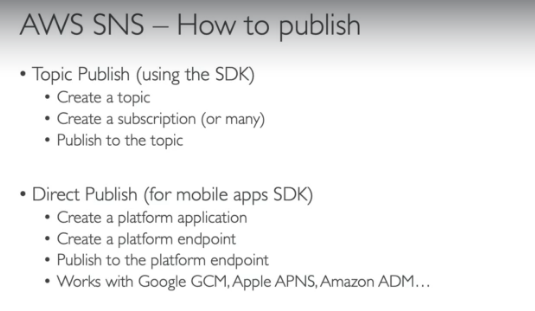 AWS SNS – How to publish
• Topic Publish (using the SDK)
• Create a topic
• Create a subscription (or many)
• Publish to the topic
• Direct Publish (for mobile apps SDK)
• Create a platform application
• Create a platform endpoint
• Publish to the platform endpoint
• Works with Google GCM, Apple APNS, Amazon ADM…